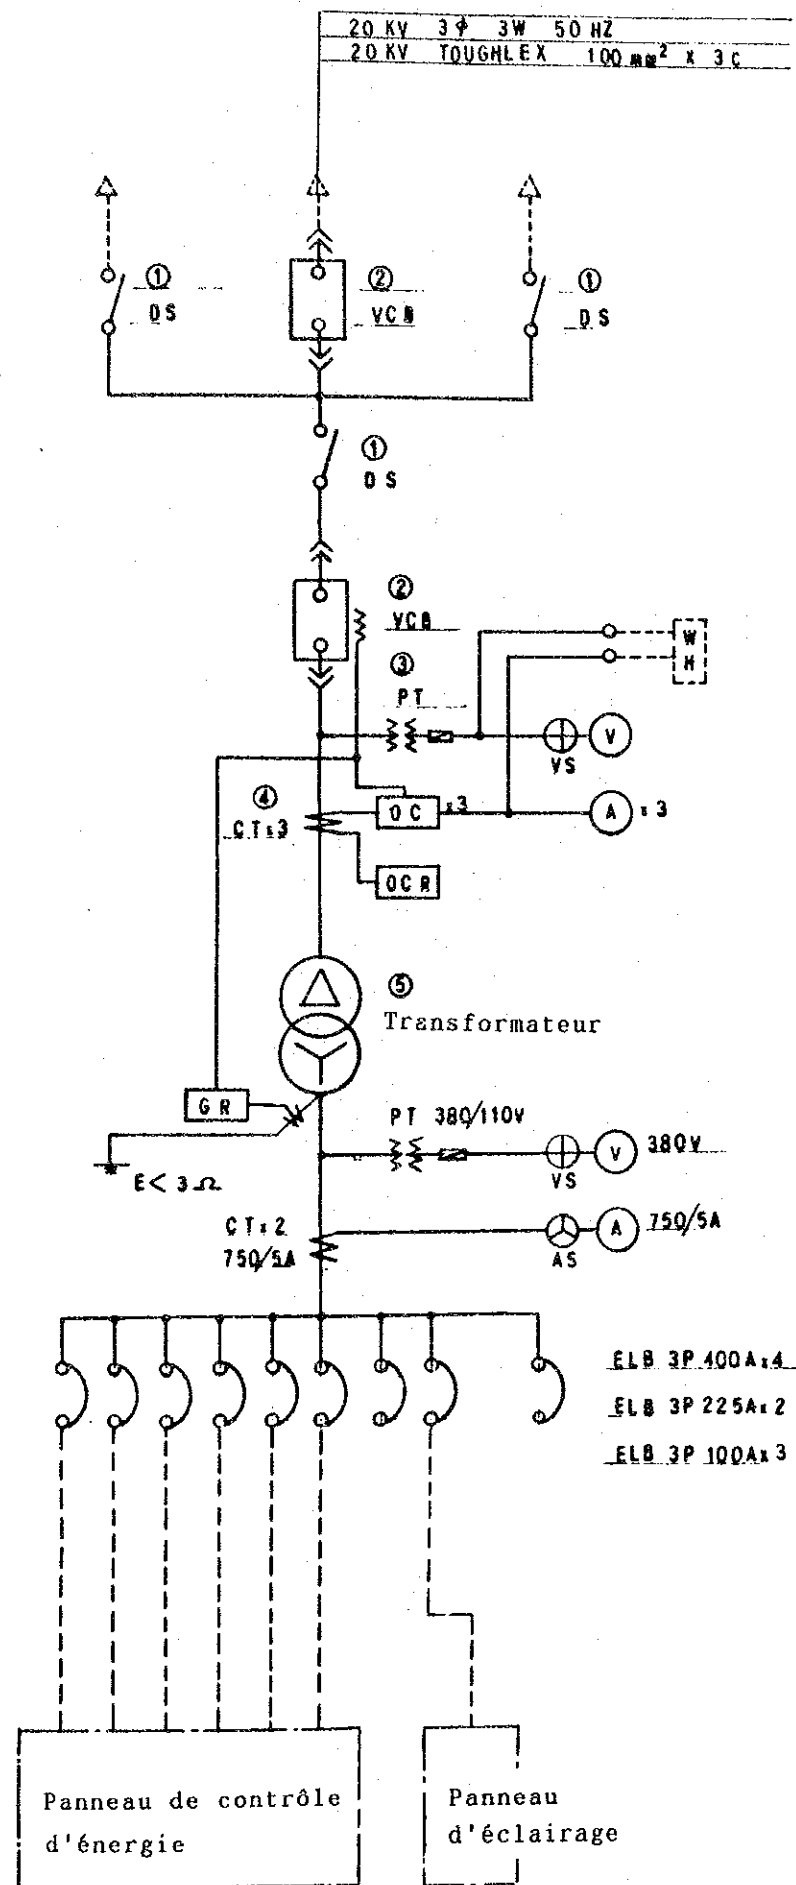 20 KV 3φ 3W 50 HZ
20 KV TOUGHLEX 100 mm² x 3 C
① ② ①
DS VCB DS
①
DS
②
VCB
W
H
③
PT
V
VS
④
CT x 3
OC x 3
A x 3
OCR
⑤
Transformateur
GR
PT 380/110V
E < 3 Ω
V 380V
VS
CT x 2
750/5A
A 750/5A
AS
ELB 3P 400A x 4
ELB 3P 225A x 2
ELB 3P 100A x 3
Panneau de contrôle
d'énergie
Panneau
d'éclairage